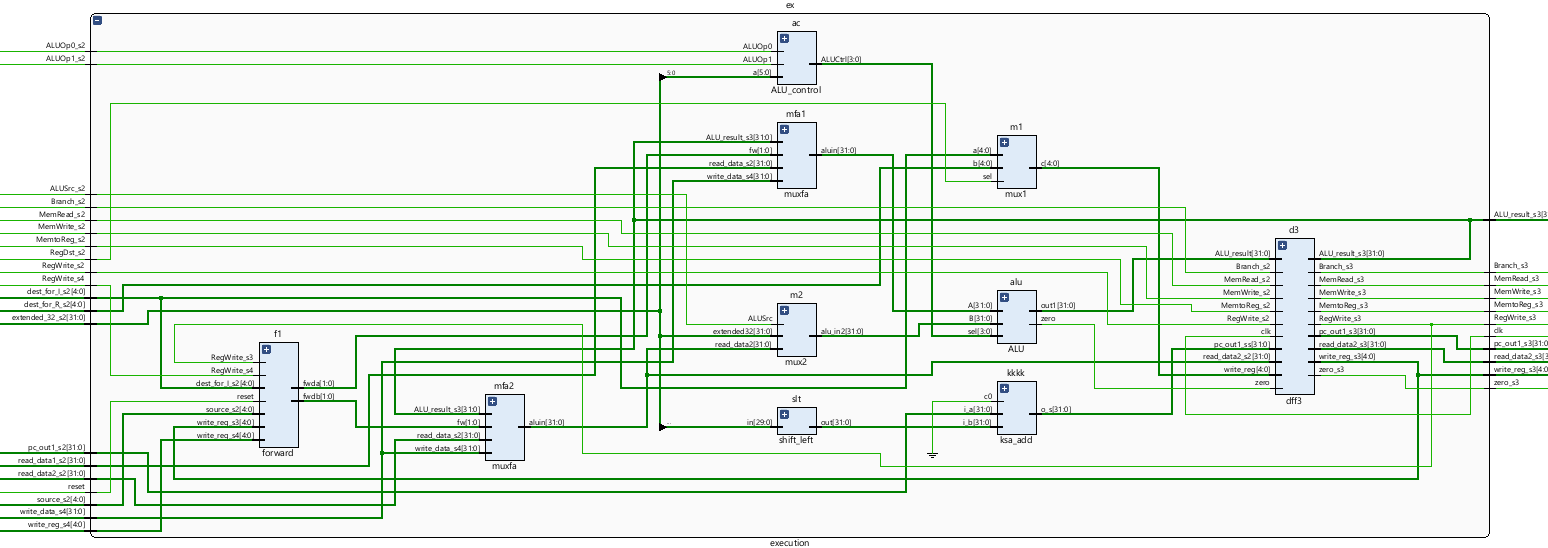 ex
ac
ALUOp0_s2
ALUOp1_s2
ALUOp0
ALUOp1
a[5:0]
5:0
ALUCtrl[3:0]
ALU_control
mfa1
ALU_result_s3[31:0]
fw[1:0]
read_data_s2[31:0]
write_data_s4[31:0]
aluin[31:0]
muxfa
m1
a[4:0]
b[4:0]
sel
c[4:0]
mux1
ALUSrc_s2
Branch_s2
MemRead_s2
MemWrite_s2
MemtoReg_s2
RegDst_s2
RegWrite_s2
RegWrite_s4
dest_for_I_s2[4:0]
dest_for_R_s2[4:0]
extended_32_s2[31:0]
f1
RegWrite_s3
RegWrite_s4
dest_for_I_s2[4:0]
reset
source_s2[4:0]
write_reg_s3[4:0]
write_reg_s4[4:0]
fwda[1:0]
fwdb[1:0]
forward
mfa2
ALU_result_s3[31:0]
fw[1:0]
read_data_s2[31:0]
write_data_s4[31:0]
aluin[31:0]
muxfa
m2
ALUSrc
extended32[31:0]
read_data2[31:0]
alu_in2[31:0]
mux2
slt
...
in[29:0]
out[31:0]
shift_left
alu
A[31:0]
B[31:0]
sel[3:0]
out1[31:0]
zero
ALU
kkkk
c0
i_a[31:0]
i_b[31:0]
o_s[31:0]
ksa_add
d3
ALU_result[31:0]
Branch_s2
MemRead_s2
MemWrite_s2
MemtoReg_s2
RegWrite_s2
clk
pc_out1_ss[31:0]
read_data2_s2[31:0]
write_reg[4:0]
zero
ALU_result_s3[31:0]
Branch_s3
MemRead_s3
MemWrite_s3
MemtoReg_s3
RegWrite_s3
pc_out1_s3[31:0]
read_data2_s3[31:0]
write_reg_s3[4:0]
zero_s3
dff3
ALU_result_s3[3
Branch_s3
MemRead_s3
MemWrite_s3
MemtoReg_s3
RegWrite_s3
clk
pc_out1_s3[31:0
read_data2_s3[3
write_reg_s3[4:0
zero_s3
pc_out1_s2[31:0]
read_data1_s2[31:0]
read_data2_s2[31:0]
reset
source_s2[4:0]
write_data_s4[31:0]
write_reg_s4[4:0]
execution